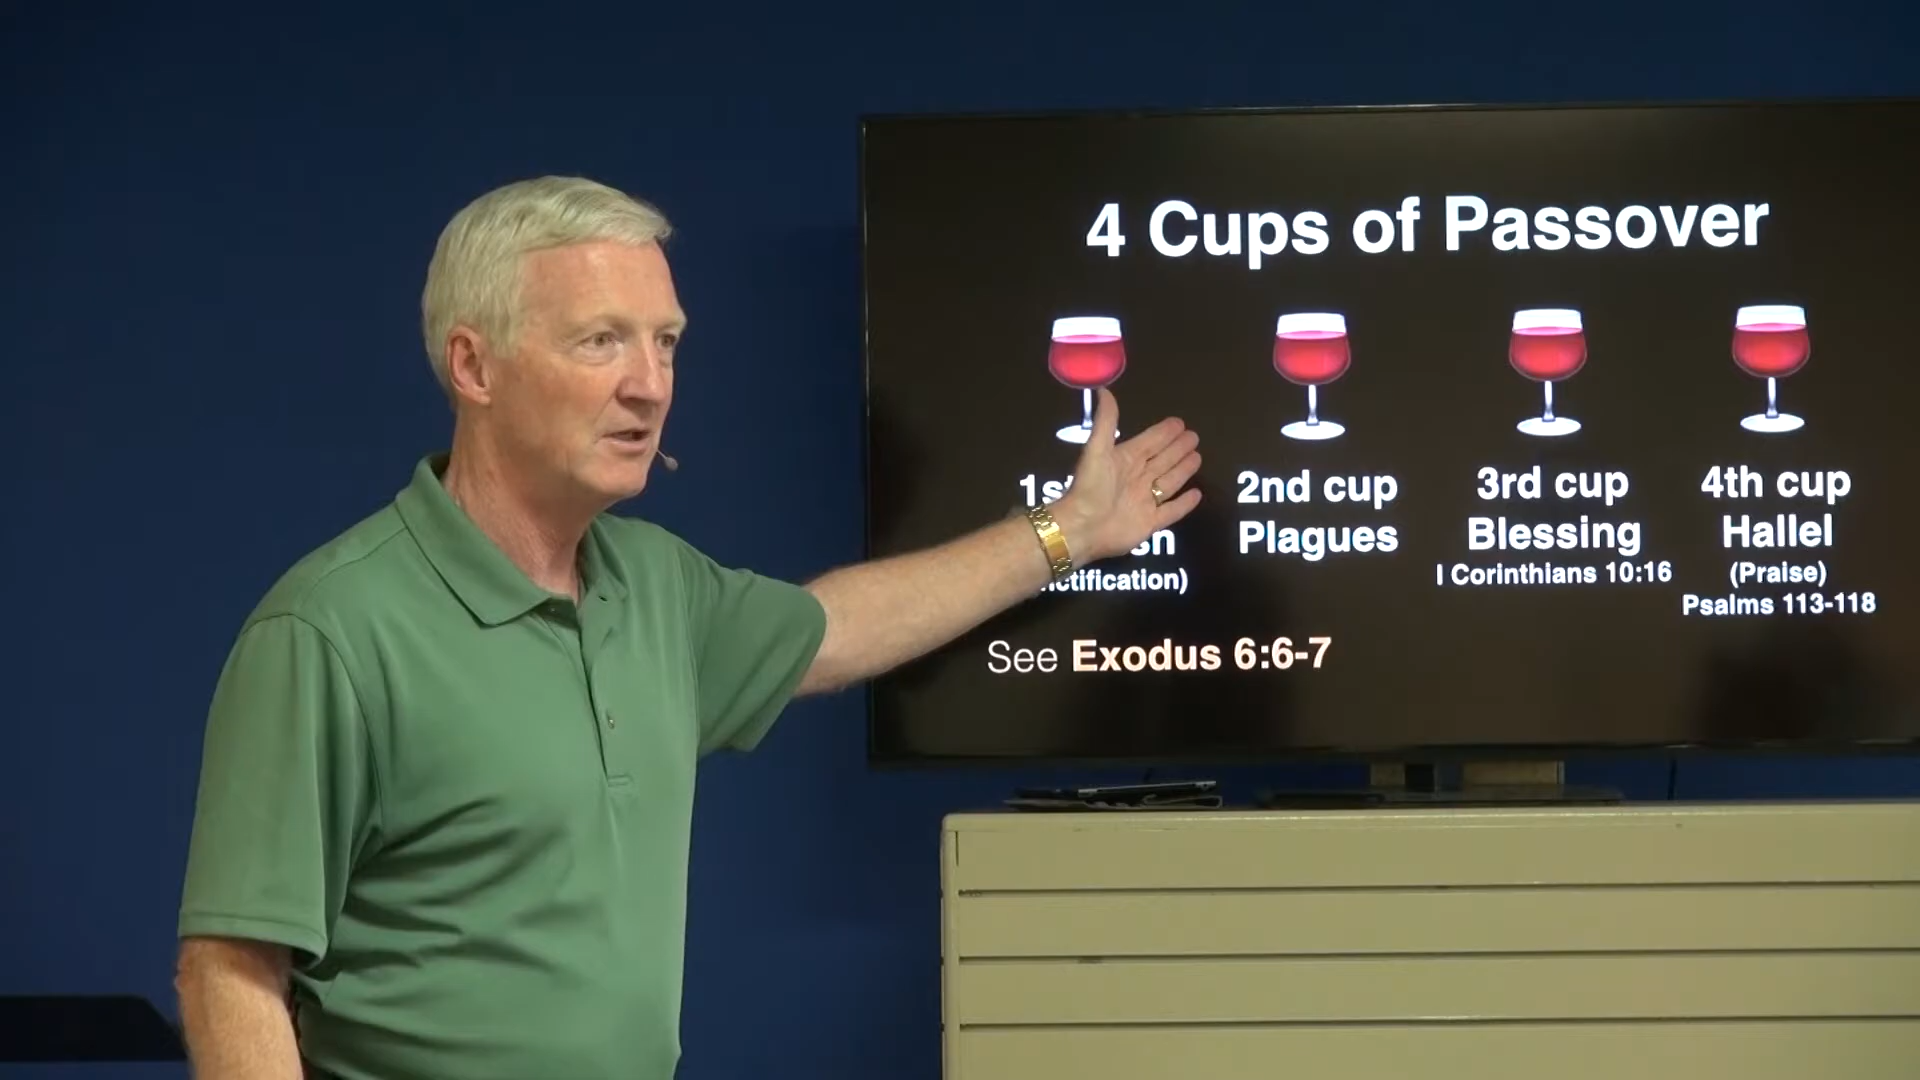 4 Cups of Passover
2nd cup
Plagues
3rd cup
Blessing
I Corinthians 10:16
4th cup
Hallel
(Praise)
Psalms 113-118
See Exodus 6:6-7